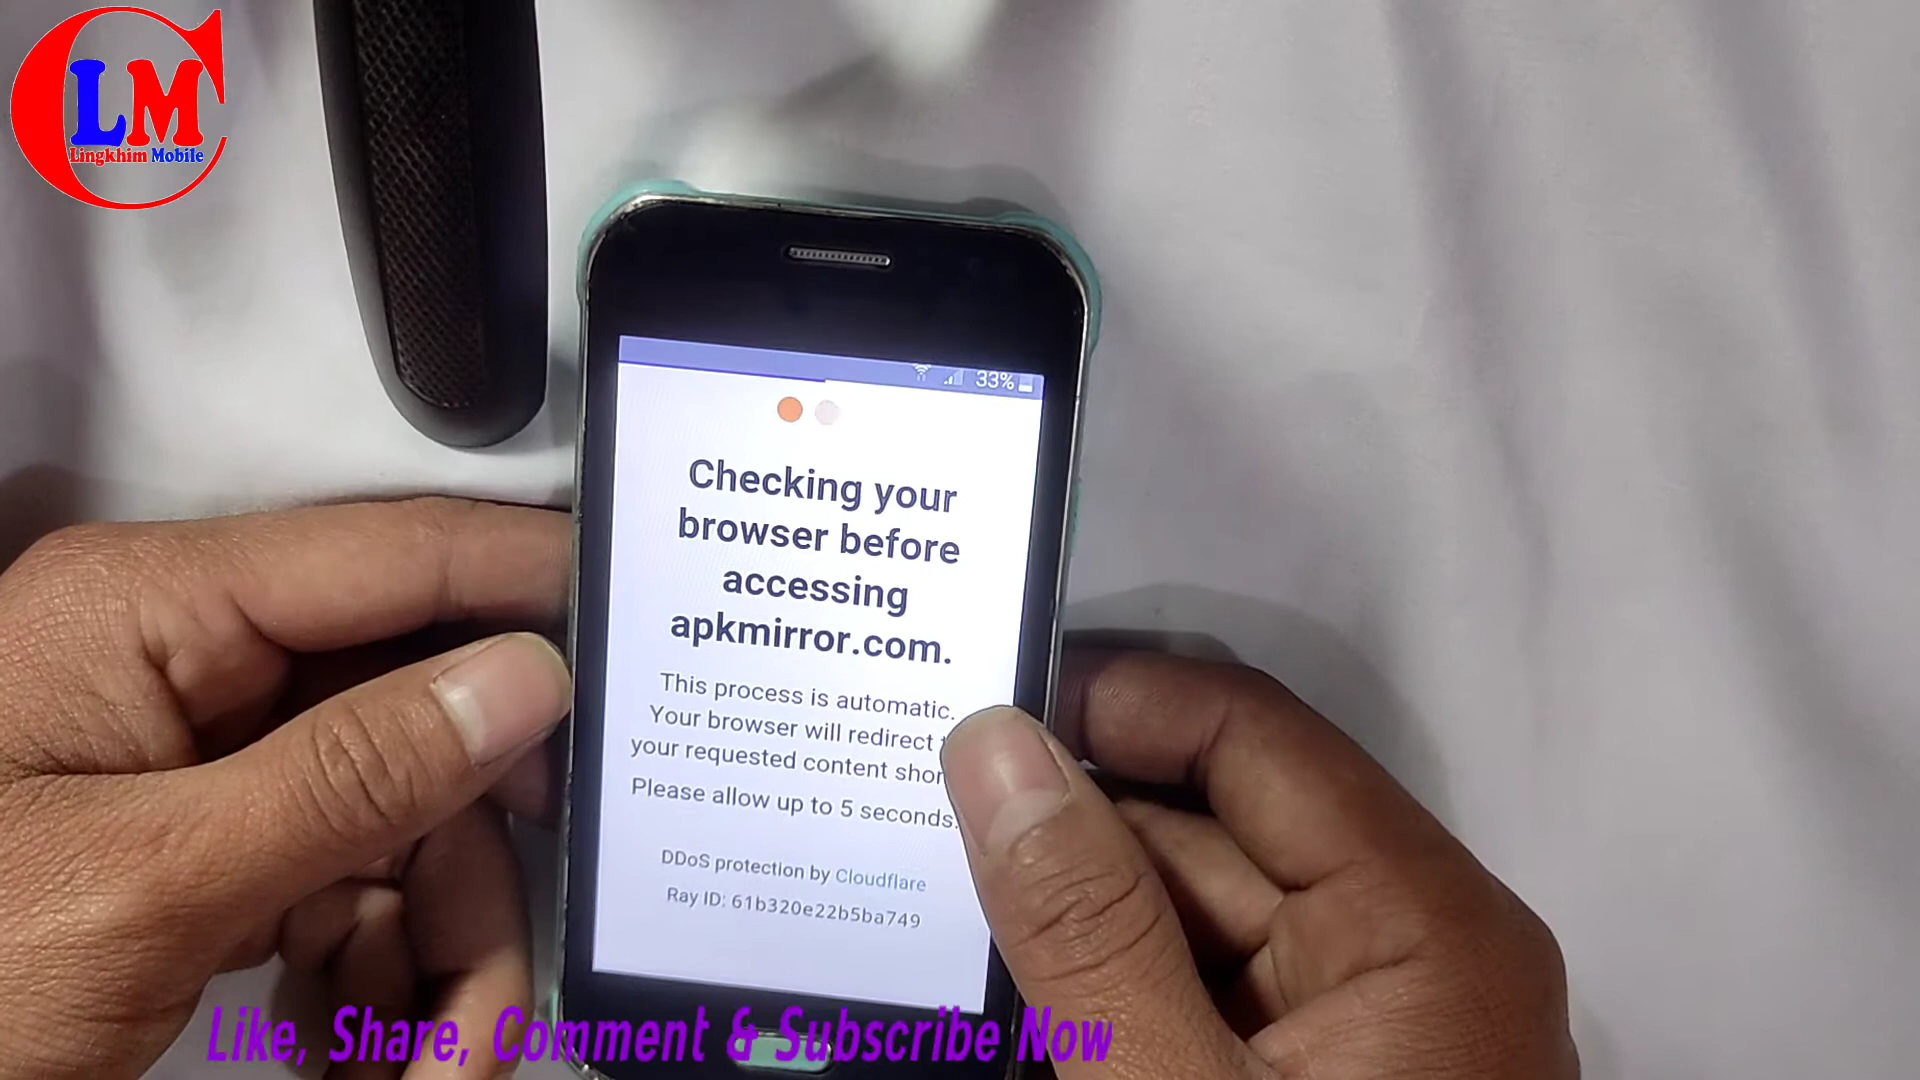 LM
Lingkhim Mobile
33%
Checking your
browser before
accessing
apkmirror.com.
This process is automatic.
Your browser will redirect
your requested content
Please allow up to 5 seconds.
DDoS protection by Cloudflare
Ray ID: 61b320e22b5ba749
Like, Share, Comment & Subscribe Now